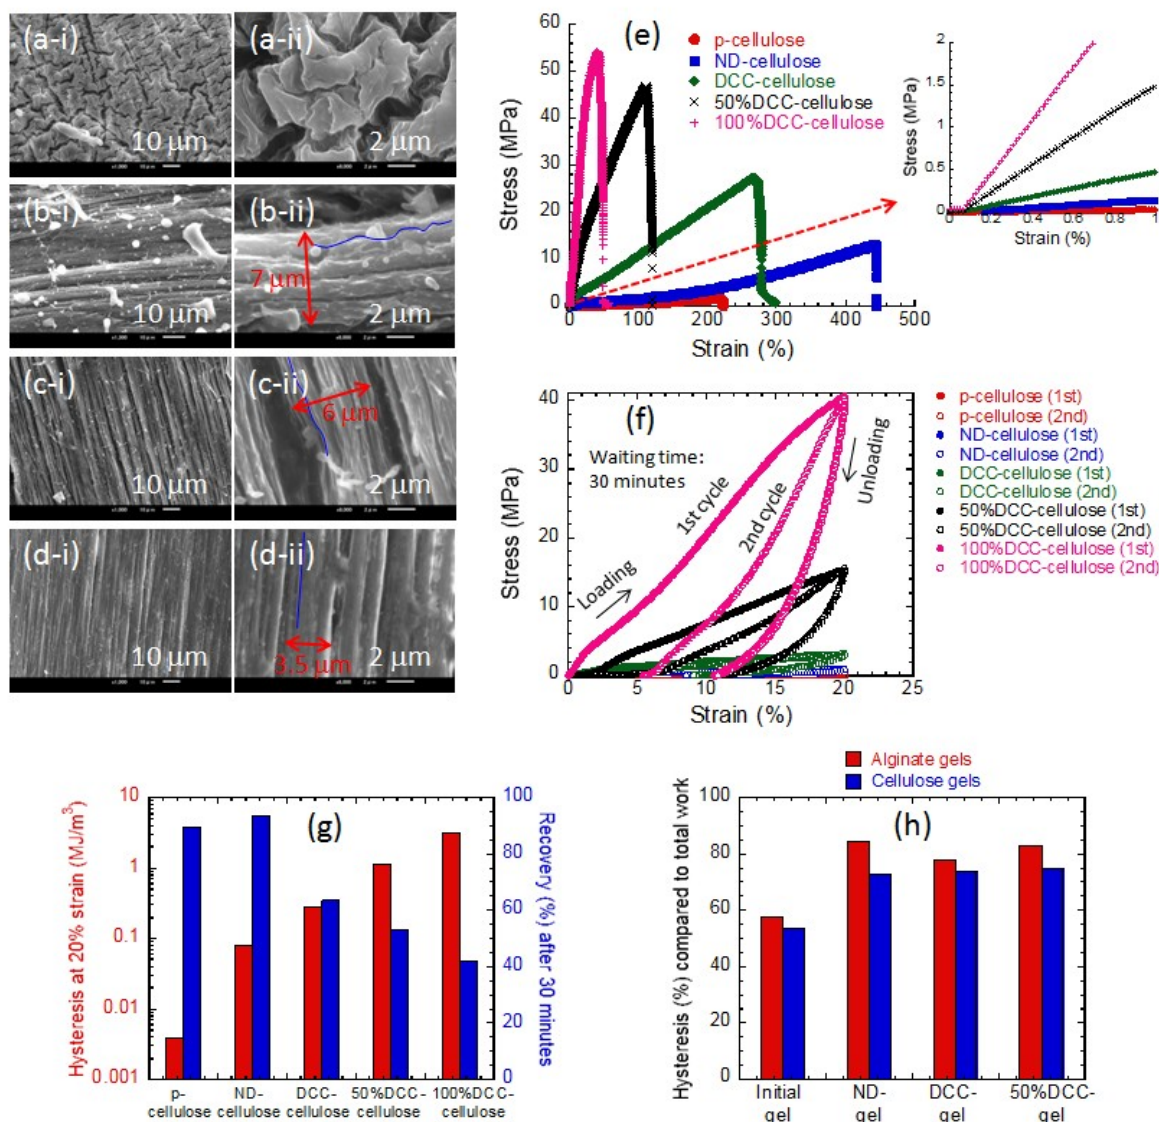 (a-i)
10 µm
(a-ii)
2 µm
(b-i)
10 µm
(b-ii)
7 µm
2 µm
(c-i)
10 µm
(c-ii)
6 µm
2 µm
(d-i)
10 µm
(d-ii)
3.5 µm
2 µm
(e)
p-cellulose
ND-cellulose
DCC-cellulose
50%DCC-cellulose
100%DCC-cellulose
Stress (MPa)
60
50
40
30
20
10
0
0 100 200 300 400 500
Strain (%)
Stress (MPa)
2
1.5
1
0.5
0
0 0.2 0.4 0.6 0.8 1
Strain (%)
(f)
Waiting time:
30 minutes
Loading
1st cycle
2nd cycle
Unloading
Stress (MPa)
40
30
20
10
0
0 5 10 15 20 25
Strain (%)
p-cellulose (1st)
p-cellulose (2nd)
ND-cellulose (1st)
ND-cellulose (2nd)
DCC-cellulose (1st)
DCC-cellulose (2nd)
50%DCC-cellulose (1st)
50%DCC-cellulose (2nd)
100%DCC-cellulose (1st)
100%DCC-cellulose (2nd)
(g)
Hysteresis at 20% strain (MJ/m³)
10
1
0.1
0.01
0.001
Recovery (%) after 30 minutes
100
80
60
40
20
0
p-
cellulose
ND-
cellulose
DCC-
cellulose
50%DCC-
cellulose
100%DCC-
cellulose
Alginate gels
Cellulose gels
(h)
Hysteresis (%) compared to total work
100
80
60
40
20
0
Initial
gel
ND-
gel
DCC-
gel
50%DCC-
gel